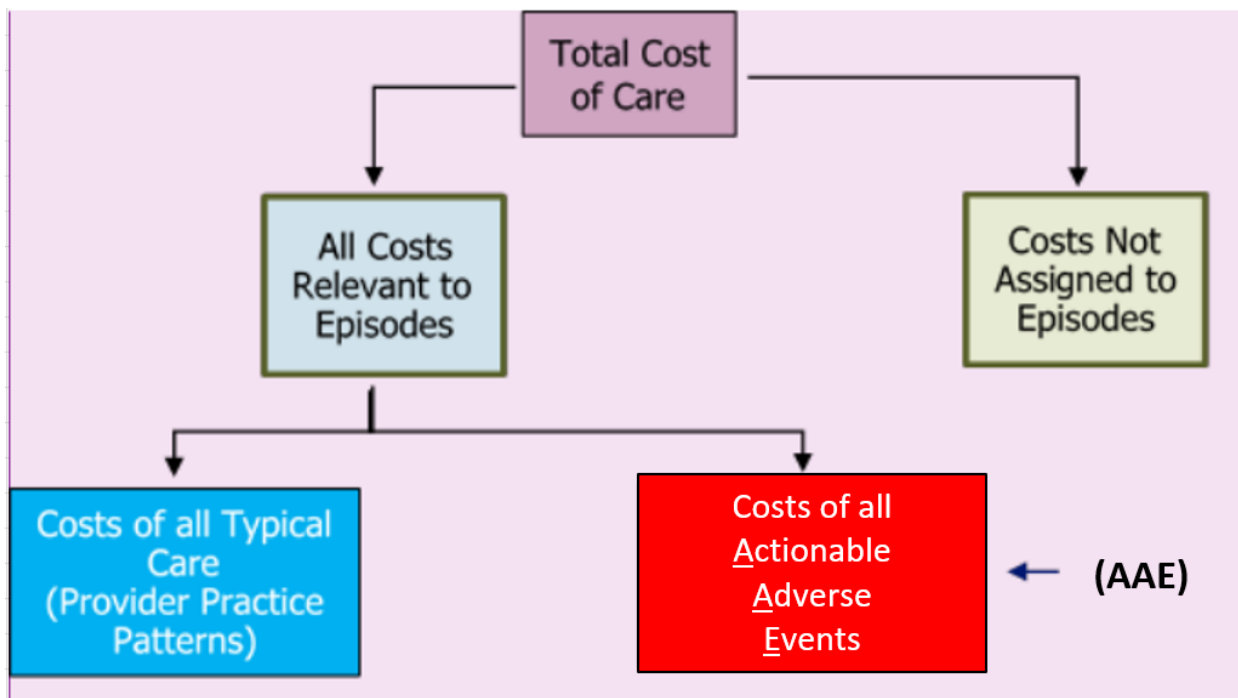 Total Cost
of Care
All Costs
Relevant to
Episodes
Costs Not
Assigned to
Episodes
Costs of all Typical
Care
(Provider Practice
Patterns)
Costs of all
Actionable
Adverse
Events
(AAE)